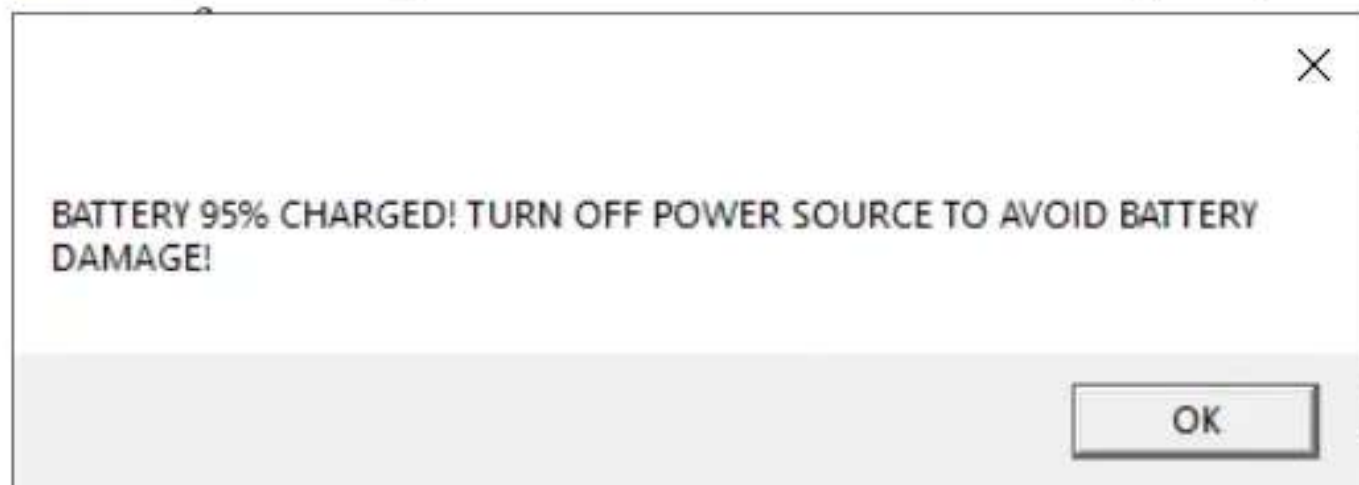 BATTERY 95% CHARGED! TURN OFF POWER SOURCE TO AVOID BATTERY
DAMAGE!
OK